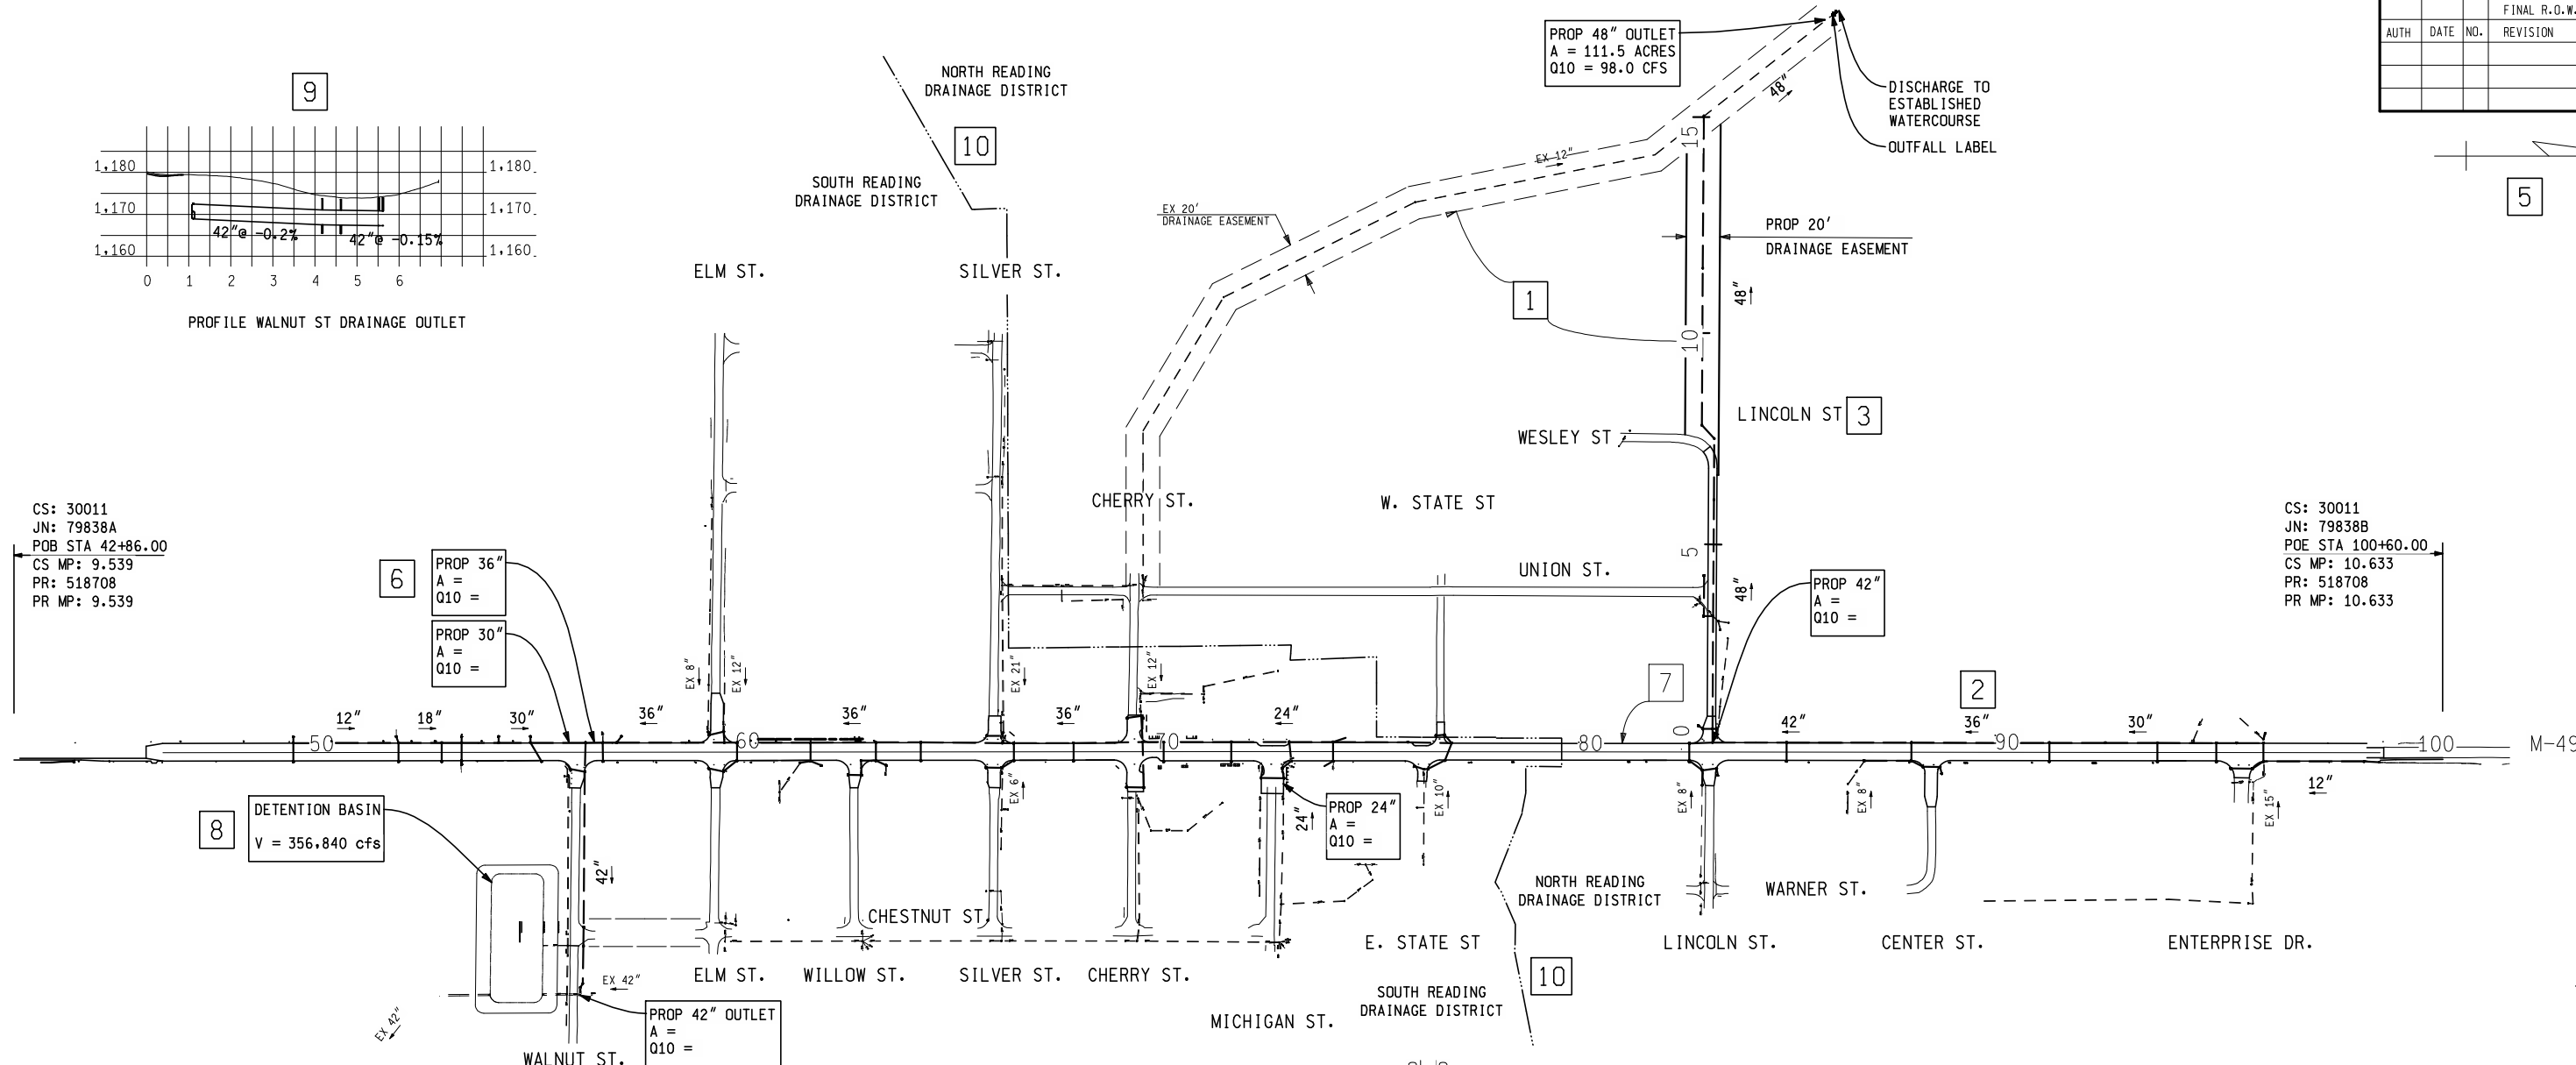 FINAL R.O.W.
AUTH DATE NO. REVISION
9
1,180 1,180
1,170 1,170
1,160 1,160
42"@ -0.2% 42"@ -0.15%
0 1 2 3 4 5 6
PROFILE WALNUT ST DRAINAGE OUTLET
NORTH READING
DRAINAGE DISTRICT
10
SOUTH READING
DRAINAGE DISTRICT
ELM ST.
SILVER ST.
PROP 48" OUTLET
A = 111.5 ACRES
Q10 = 98.0 CFS
48"
DISCHARGE TO
ESTABLISHED
WATERCOURSE
OUTFALL LABEL
5
EX 12"
EX 20'
DRAINAGE EASEMENT
15
PROP 20'
DRAINAGE EASEMENT
1
48"
10
LINCOLN ST
3
WESLEY ST
CHERRY ST.
W. STATE ST
UNION ST.
5
48"
CS: 30011
JN: 79838A
POB STA 42+86.00
CS MP: 9.539
PR: 518708
PR MP: 9.539
6
PROP 36"
A =
Q10 =
PROP 30"
A =
Q10 =
PROP 42"
A =
Q10 =
CS: 30011
JN: 79838B
POE STA 100+60.00
CS MP: 10.633
PR: 518708
PR MP: 10.633
EX 8"
EX 12"
EX 21"
EX 12"
7
2
12"
18"
30"
36"
36"
36"
24"
42"
36"
30"
0
50
60
70
80
90
100
M-49
8
DETENTION BASIN
V = 356,840 cfs
42"
EX 6"
24"
PROP 24"
A =
Q10 =
EX 10"
EX 8"
EX 8"
EX 15"
12"
CHESTNUT ST.
NORTH READING
DRAINAGE DISTRICT
WARNER ST.
E. STATE ST
LINCOLN ST.
CENTER ST.
ENTERPRISE DR.
ELM ST.
WILLOW ST.
SILVER ST.
CHERRY ST.
10
EX 42"
EX 42"
SOUTH READING
DRAINAGE DISTRICT
PROP 42" OUTLET
A =
Q10 =
MICHIGAN ST.
WALNUT ST.